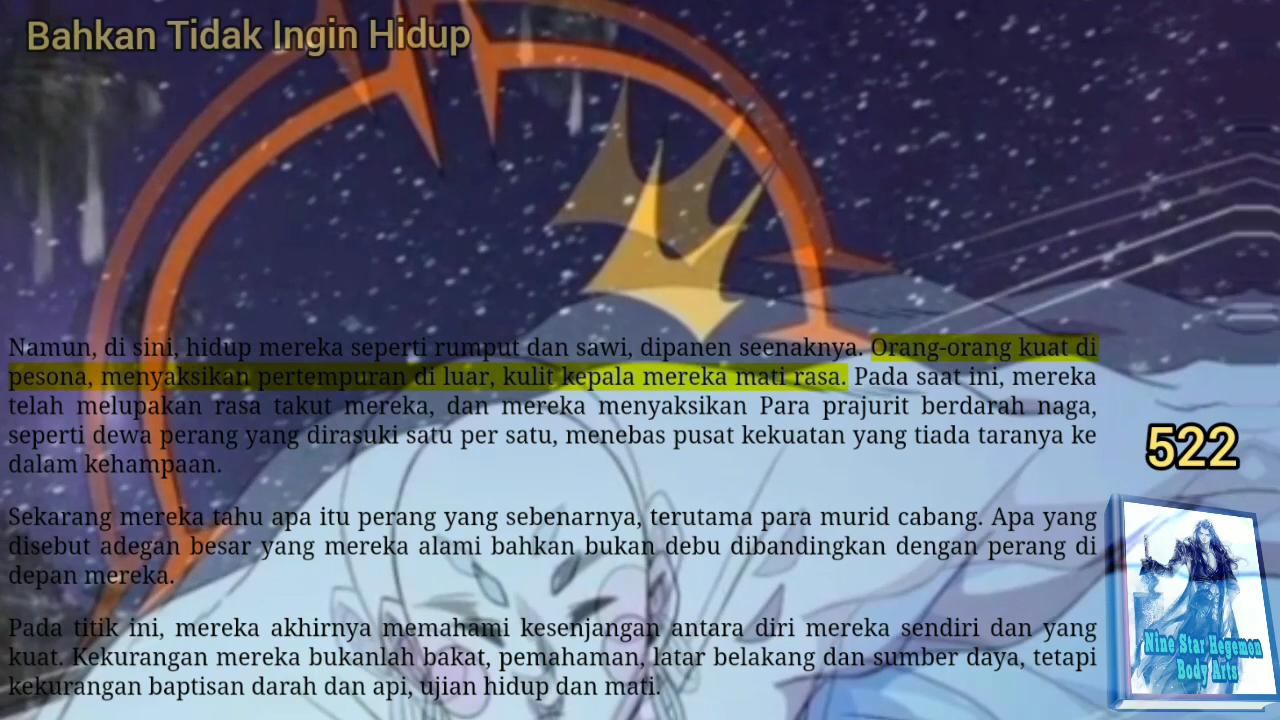 Bahkan Tidak Ingin Hidup
Namun, di sini, hidup mereka seperti rumput dan sawi, dipanen seenaknya. Orang-orang kuat di
pesona, menyaksikan pertempuran di luar, kulit kepala mereka mati rasa. Pada saat ini, mereka
telah melupakan rasa takut mereka, dan mereka menyaksikan Para prajurit berdarah naga,
seperti dewa perang yang dirasuki satu per satu, menebas pusat kekuatan yang tiada taranya ke
dalam kehampaan.
Sekarang mereka tahu apa itu perang yang sebenarnya, terutama para murid cabang. Apa yang
disebut adegan besar yang mereka alami bahkan bukan debu dibandingkan dengan perang di
depan mereka.
Pada titik ini, mereka akhirnya memahami kesenjangan antara diri mereka sendiri dan yang
kuat. Kekurangan mereka bukanlah bakat, pemahaman, latar belakang dan sumber daya, tetapi
kekurangan baptisan darah dan api, ujian hidup dan mati.
522
Nine Star Hegemon
Body Arts